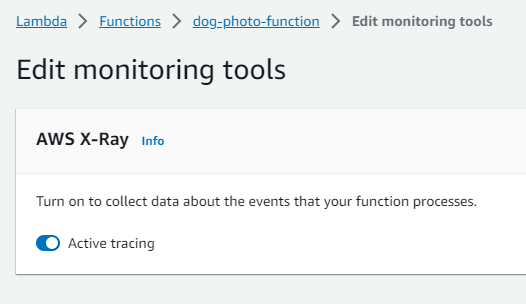 Lambda > Functions > dog-photo-function > Edit monitoring tools
Edit monitoring tools
AWS X-Ray Info
Turn on to collect data about the events that your function processes.
Active tracing